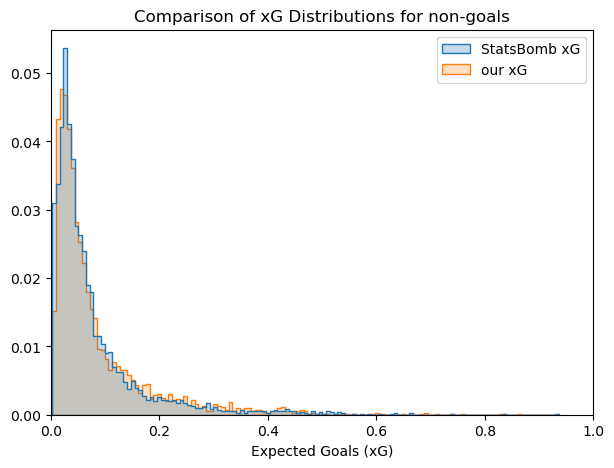 Comparison of xG Distributions for non-goals
StatsBomb xG
our xG
0.05
0.04
0.03
0.02
0.01
0.00
0.0 0.2 0.4 0.6 0.8 1.0
Expected Goals (xG)